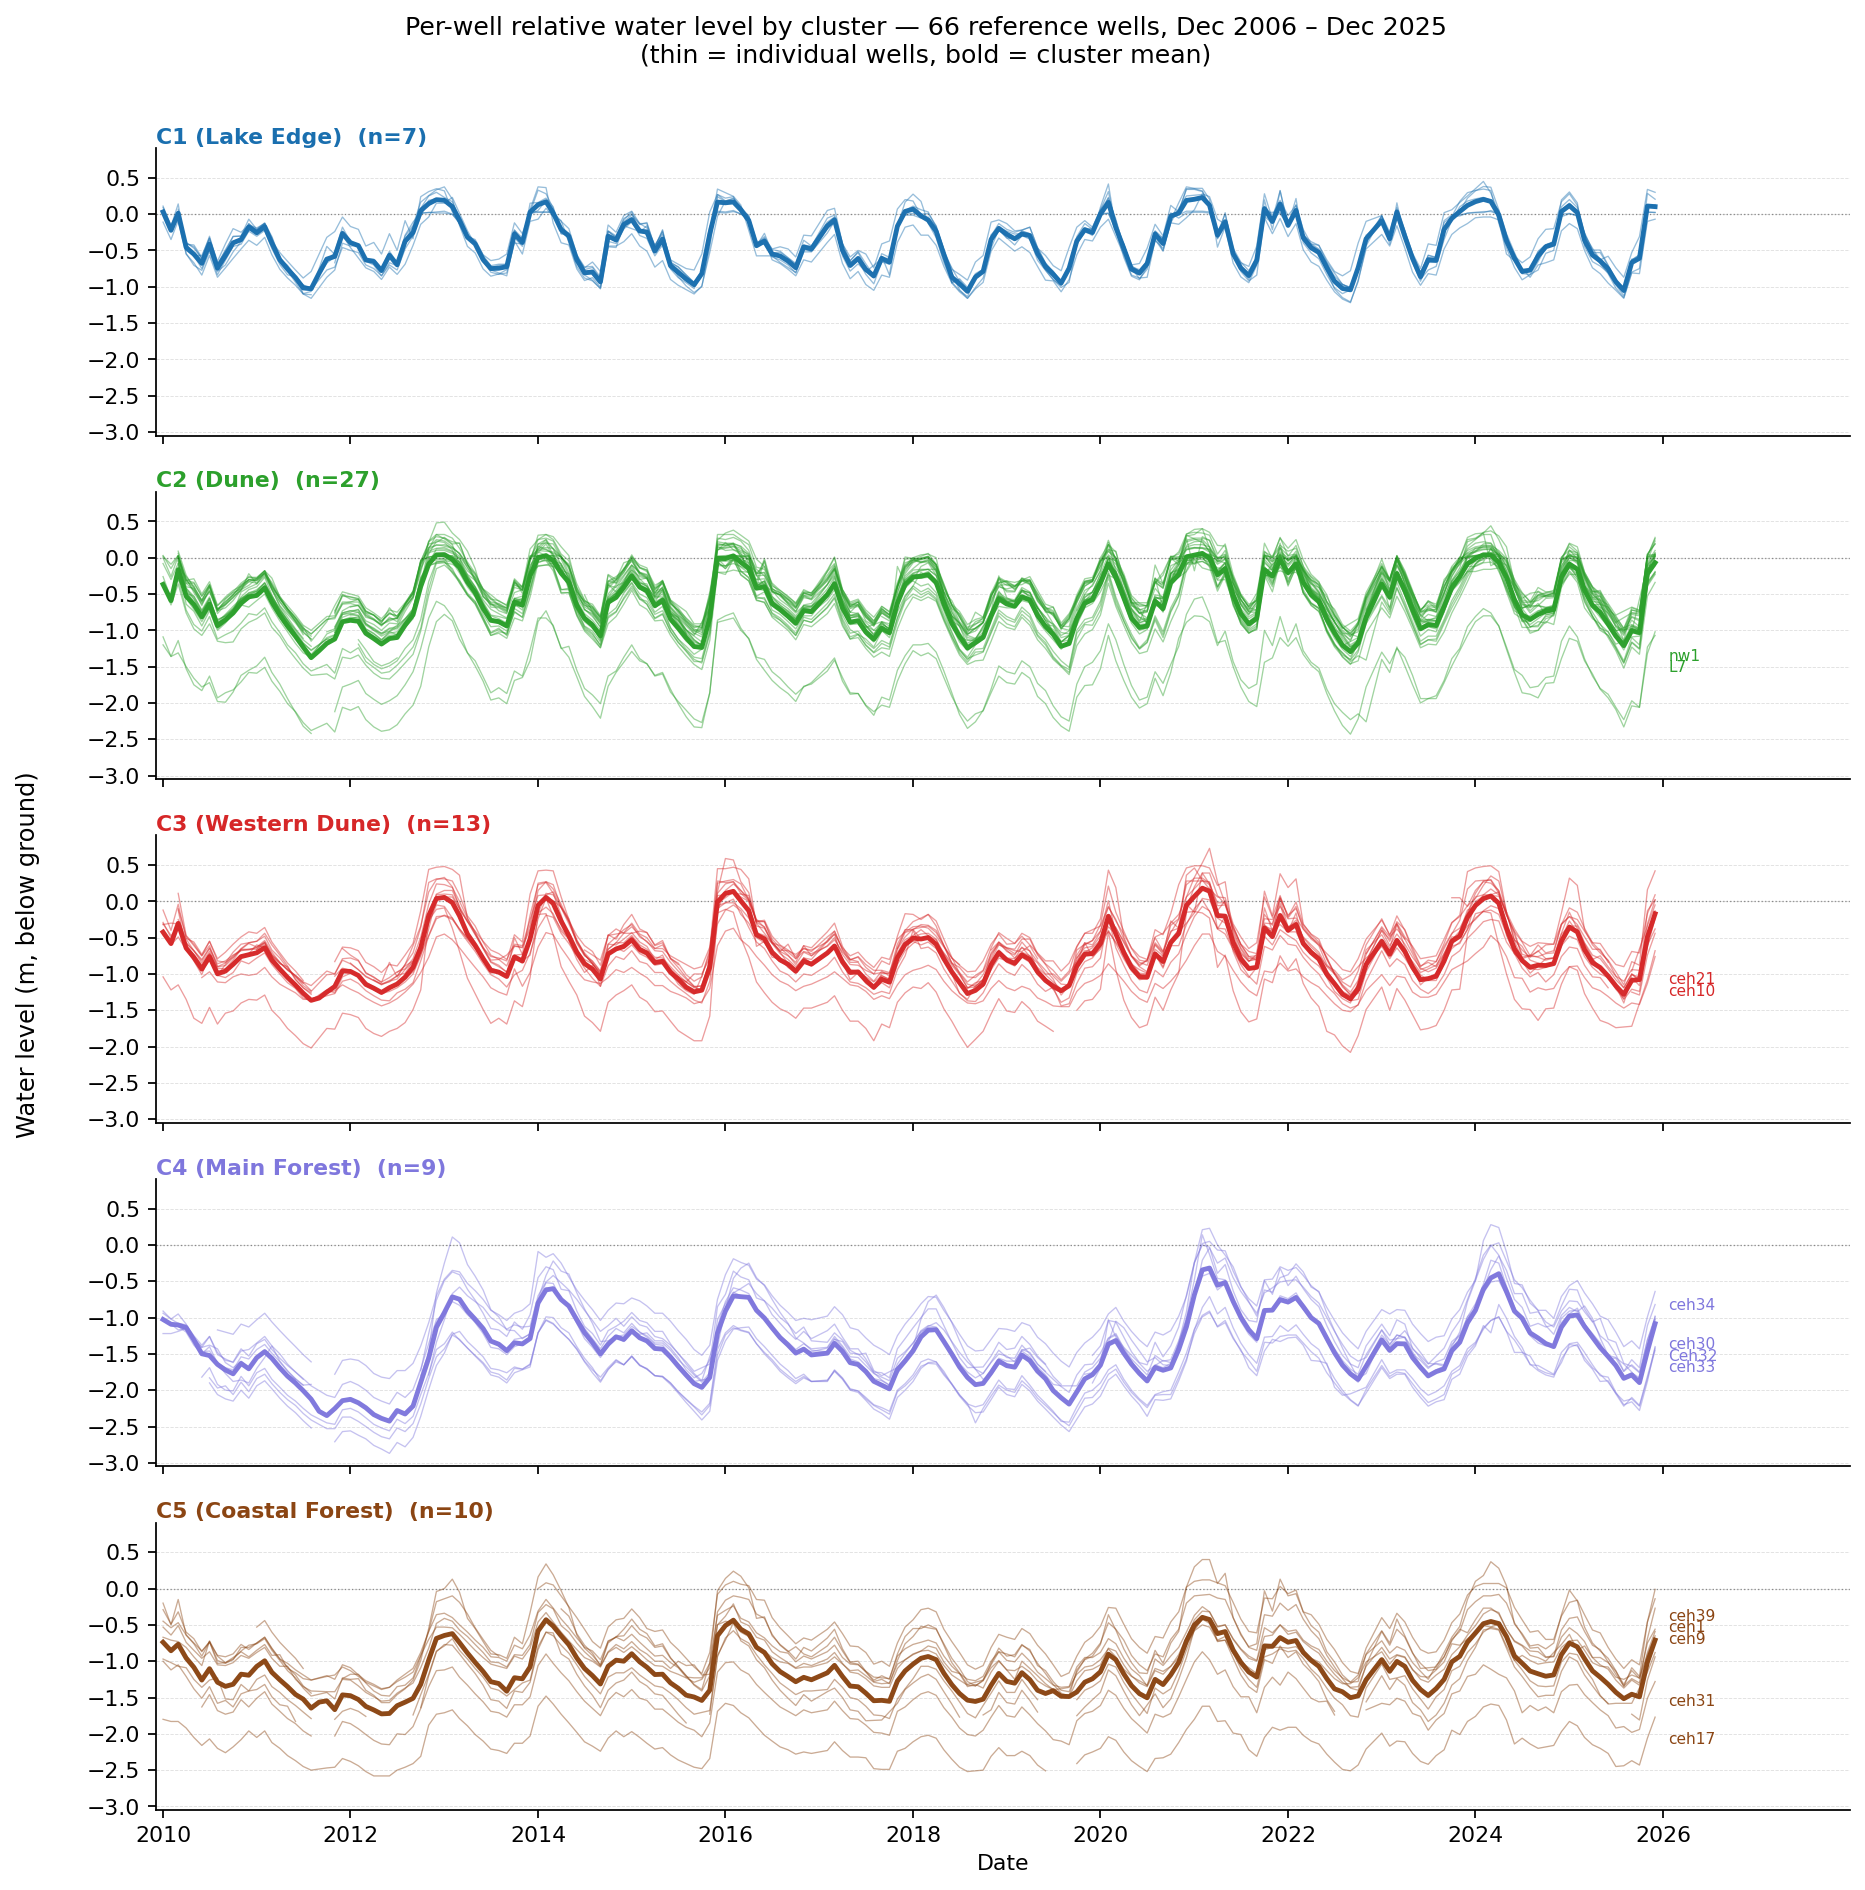 Per-well relative water level by cluster — 66 reference wells, Dec 2006 – Dec 2025
(thin = individual wells, bold = cluster mean)
C1 (Lake Edge)  (n=7)
0.5
0.0
−0.5
−1.0
−1.5
−2.0
−2.5
−3.0
C2 (Dune)  (n=27)
0.5
0.0
−0.5
−1.0
−1.5
−2.0
−2.5
−3.0
nw1
L7
C3 (Western Dune)  (n=13)
0.5
0.0
−0.5
−1.0
−1.5
−2.0
−2.5
−3.0
ceh21
ceh10
Water level (m, below ground)
C4 (Main Forest)  (n=9)
0.5
0.0
−0.5
−1.0
−1.5
−2.0
−2.5
−3.0
ceh34
ceh30
ceh32
ceh33
C5 (Coastal Forest)  (n=10)
0.5
0.0
−0.5
−1.0
−1.5
−2.0
−2.5
−3.0
ceh39
ceh1
ceh9
ceh31
ceh17
2010 2012 2014 2016 2018 2020 2022 2024 2026
Date